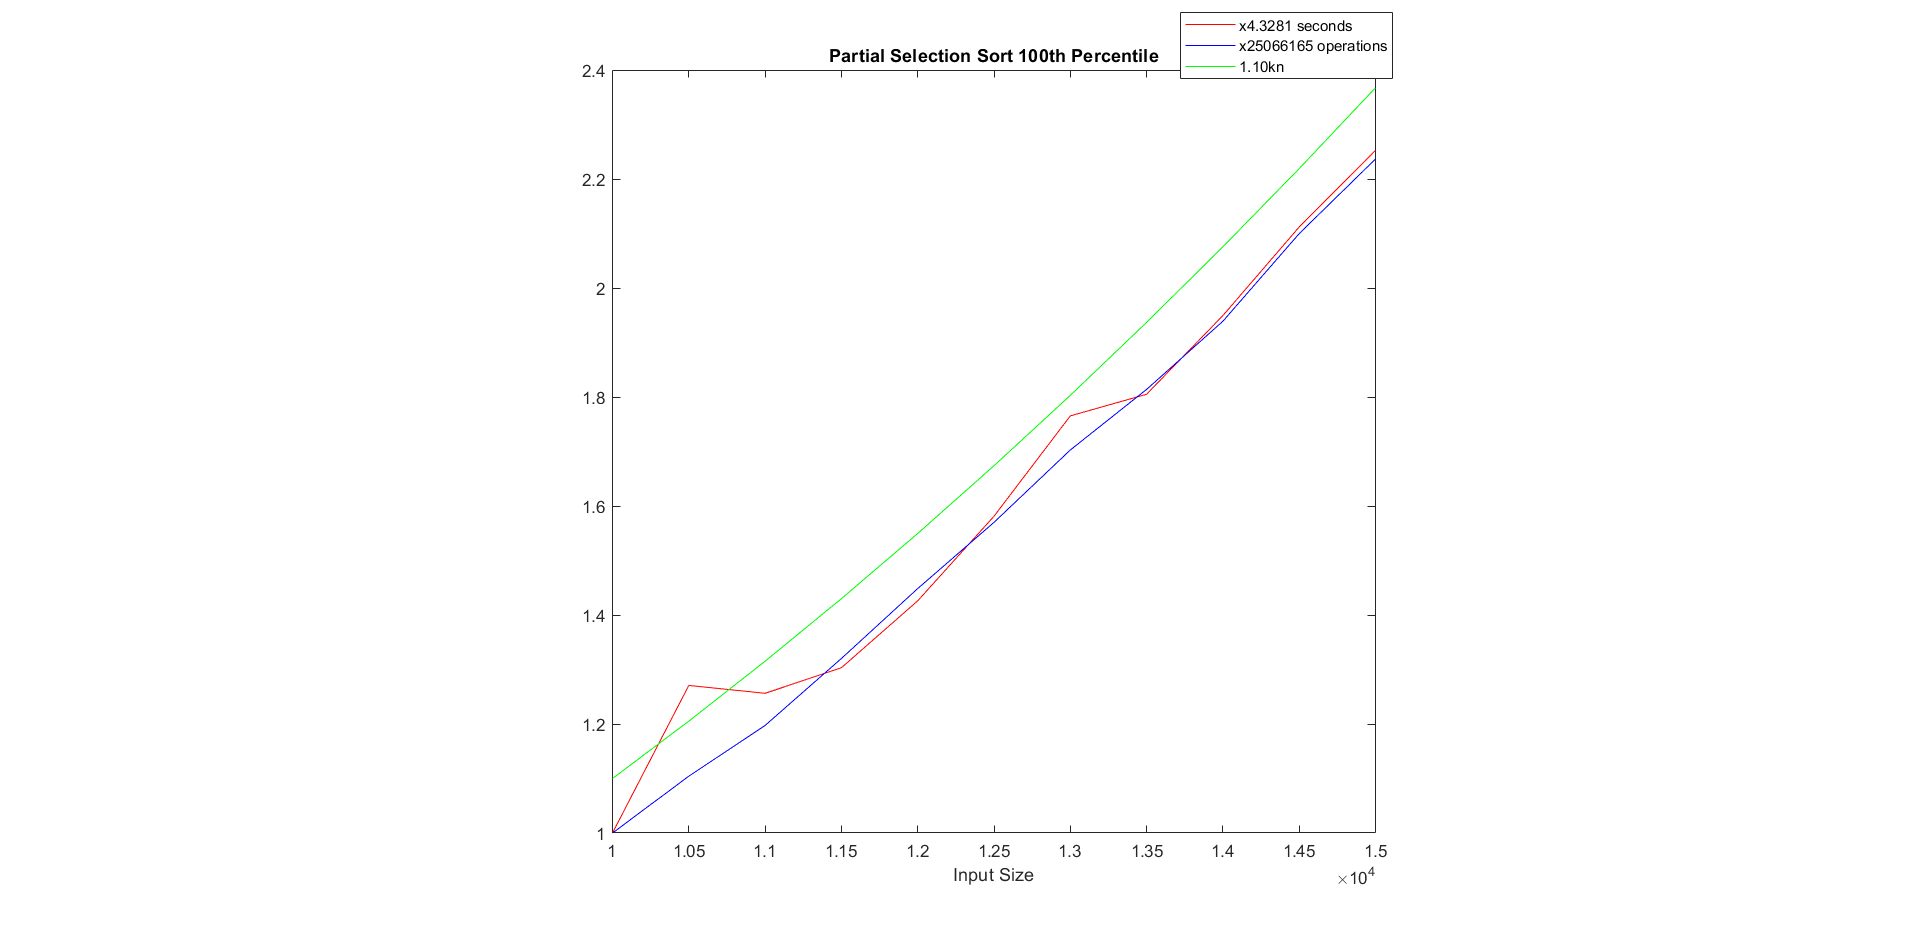 x4.3281 seconds
x25066165 operations
1.10kn
Partial Selection Sort 100th Percentile
2.4
2.2
2
1.8
1.6
1.4
1.2
1
1 1.05 1.1 1.15 1.2 1.25 1.3 1.35 1.4 1.45 1.5
Input Size
×10⁴